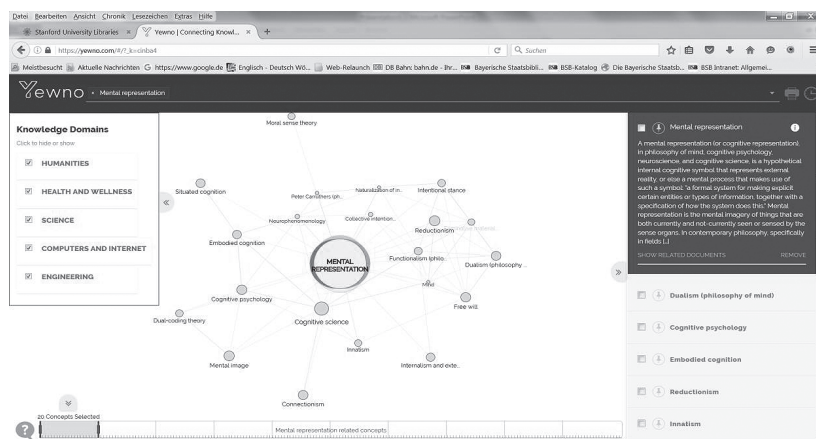 Datei Bearbeiten Ansicht Chronik Lesezeichen Extras Hilfe
Stanford University Libraries × Yewno | Connecting Knowl... × +
https://yewno.com/#/?_k=cinba4
Suchen
Meistbesucht Aktuelle Nachrichten G https://www.google.de Englisch - Deutsch Wö... Web-Relaunch DB Bahn: bahn.de - Ihr... BSB Bayerische Staatsbibli... BSB BSB-Katalog Die Bayerische Staatsb... BSB BSB Intranet: Allgemei...
Yewno • Mental representation
Knowledge Domains
Click to hide or show
HUMANITIES
HEALTH AND WELLNESS
SCIENCE
COMPUTERS AND INTERNET
ENGINEERING
Moral sense theory
Situated cognition
Peter Carruthers (ph..
Naturalization of in..
Intentional stance
Neurophenomenology
Collective intention..
Reductionism
Embodied cognition
MENTAL
REPRESENTATION
Functionalism (philo..
Dualism (philosophy ..
Mind
Cognitive psychology
Free will
Dual-coding theory
Cognitive science
Innatism
Mental image
Internalism and exte..
Connectionism
20 Concepts Selected
Mental representation related concepts
?
Mental representation
A mental representation (or cognitive representation),
in philosophy of mind, cognitive psychology,
neuroscience, and cognitive science, is a hypothetical
internal cognitive symbol that represents external
reality, or else a mental process that makes use of
such a symbol: "a formal system for making explicit
certain entities or types of information, together with a
specification of how the system does this." Mental
representation is the mental imagery of things that are
both currently and not-currently seen or sensed by the
sense organs. In contemporary philosophy, specifically
in fields [...]
SHOW RELATED DOCUMENTS REMOVE
Dualism (philosophy of mind)
Cognitive psychology
Embodied cognition
Reductionism
Innatism